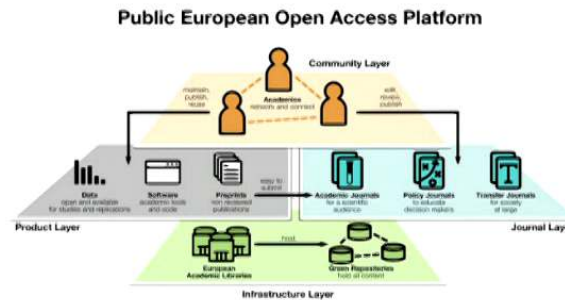 Public European Open Access Platform
Community Layer
maintain,
publish,
reuse
edit,
review,
publish
Academics
network and connect
Data
open and available
for studies and replications
Software
academic tools
and code
Preprints
non reviewed
publications
easy to
submit
Academic Journals
for a scientific
audience
Policy Journals
to educate
decision makers
Transfer Journals
for society
at large
Product Layer
Journal Lay
European
Academic Libraries
host
Green Repositories
hold all content
Infrastructure Layer